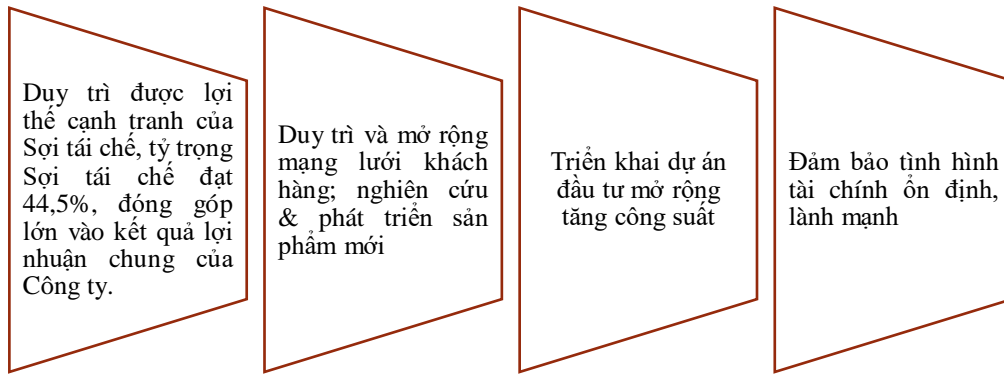 Duy trì được lợi
thế cạnh tranh của
Sợi tái chế, tỷ trọng
Sợi tái chế đạt
44,5%, đóng góp
lớn vào kết quả lợi
nhuận chung của
Công ty.
Duy trì và mở rộng
mạng lưới khách
hàng; nghiên cứu
& phát triển sản
phẩm mới
Triển khai dự án
đầu tư mở rộng
tăng công suất
Đảm bảo tình hình
tài chính ổn định,
lành mạnh